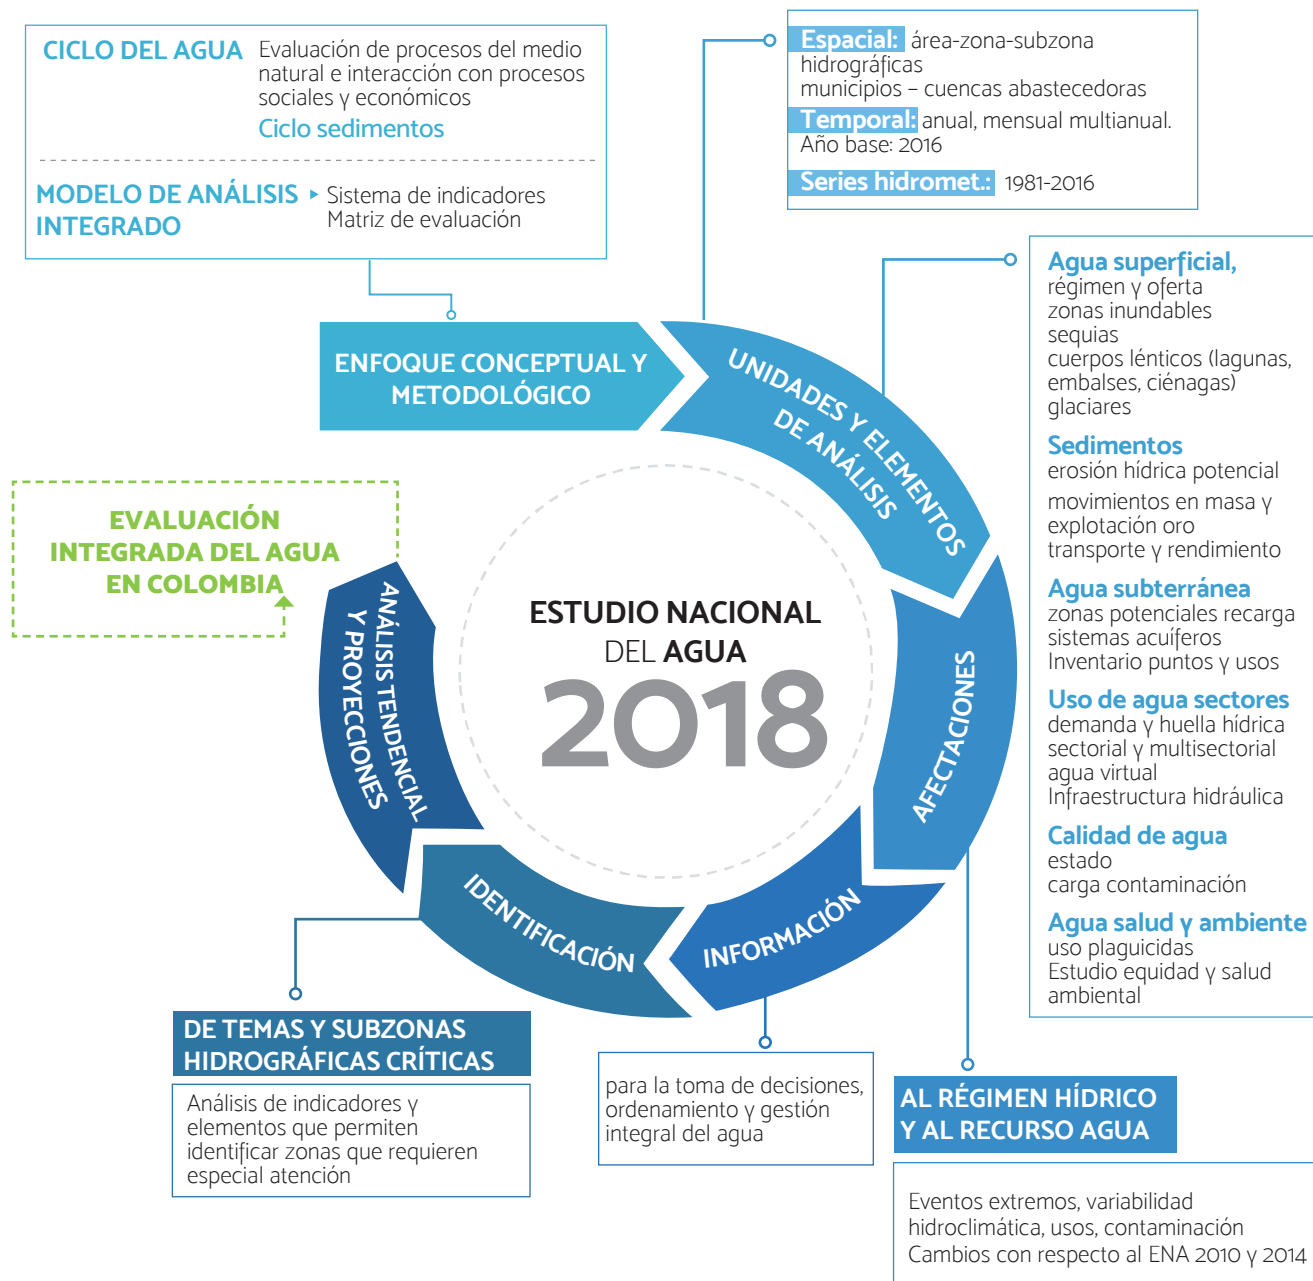 CICLO DEL AGUA
Evaluación de procesos del medio
natural e interacción con procesos
sociales y económicos
Ciclo sedimentos
MODELO DE ANÁLISIS
INTEGRADO
Sistema de indicadores
Matriz de evaluación
Espacial: área-zona-subzona
hidrográficas
municipios – cuencas abastecedoras
Temporal: anual, mensual multianual.
Año base: 2016
Series hidromet.: 1981-2016
ENFOQUE CONCEPTUAL Y
METODOLÓGICO
UNIDADES Y ELEMENTOS
DE ANÁLISIS
Agua superficial,
régimen y oferta
zonas inundables
sequias
cuerpos lénticos (lagunas,
embalses, ciénagas)
glaciares
Sedimentos
erosión hídrica potencial
movimientos en masa y
explotación oro
transporte y rendimiento
Agua subterránea
zonas potenciales recarga
sistemas acuíferos
Inventario puntos y usos
Uso de agua sectores
demanda y huella hídrica
sectorial y multisectorial
agua virtual
Infraestructura hidráulica
Calidad de agua
estado
carga contaminación
Agua salud y ambiente
uso plaguicidas
Estudio equidad y salud
ambiental
EVALUACIÓN
INTEGRADA DEL AGUA
EN COLOMBIA
ESTUDIO NACIONAL
DEL AGUA
2018
AFECTACIONES
ANÁLISIS TENDENCIAL
Y PROYECCIONES
IDENTIFICACIÓN
INFORMACIÓN
DE TEMAS Y SUBZONAS
HIDROGRÁFICAS CRÍTICAS
Análisis de indicadores y
elementos que permiten
identificar zonas que requieren
especial atención
para la toma de decisiones,
ordenamiento y gestión
integral del agua
AL RÉGIMEN HÍDRICO
Y AL RECURSO AGUA
Eventos extremos, variabilidad
hidroclimática, usos, contaminación
Cambios con respecto al ENA 2010 y 2014